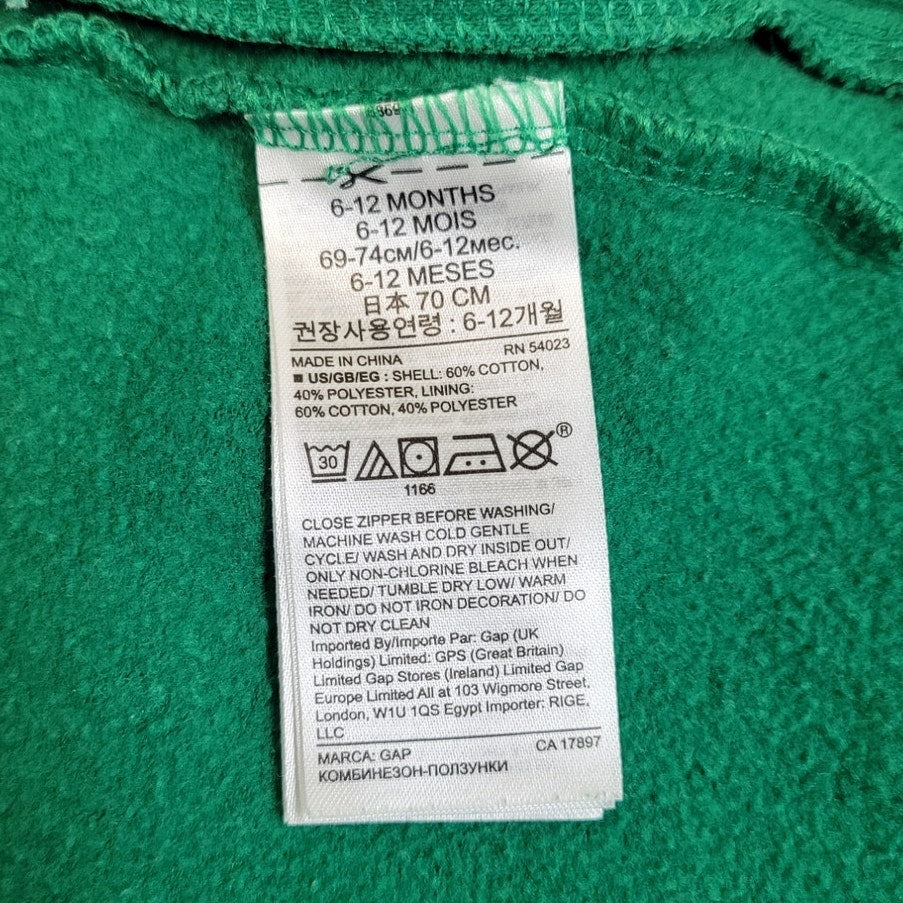 6-12 MONTHS
6-12 MOIS
69-74см/6-12мес.
6-12 MESES
日本 70 CM
권장사용연령 : 6-12개월
MADE IN CHINA RN 54023
■ US/GB/EG : SHELL: 60% COTTON,
40% POLYESTER, LINING:
60% COTTON, 40% POLYESTER
30 ®
1166
CLOSE ZIPPER BEFORE WASHING/
MACHINE WASH COLD GENTLE
CYCLE/ WASH AND DRY INSIDE OUT/
ONLY NON-CHLORINE BLEACH WHEN
NEEDED/ TUMBLE DRY LOW/ WARM
IRON/ DO NOT IRON DECORATION/ DO
NOT DRY CLEAN
Imported By/Importe Par: Gap (UK
Holdings) Limited: GPS (Great Britain)
Limited Gap Stores (Ireland) Limited Gap
Europe Limited All at 103 Wigmore Street,
London, W1U 1QS Egypt Importer: RIGE,
LLC
MARCA: GAP CA 17897
КОМБИНЕЗОН-ПОЛЗУНКИ